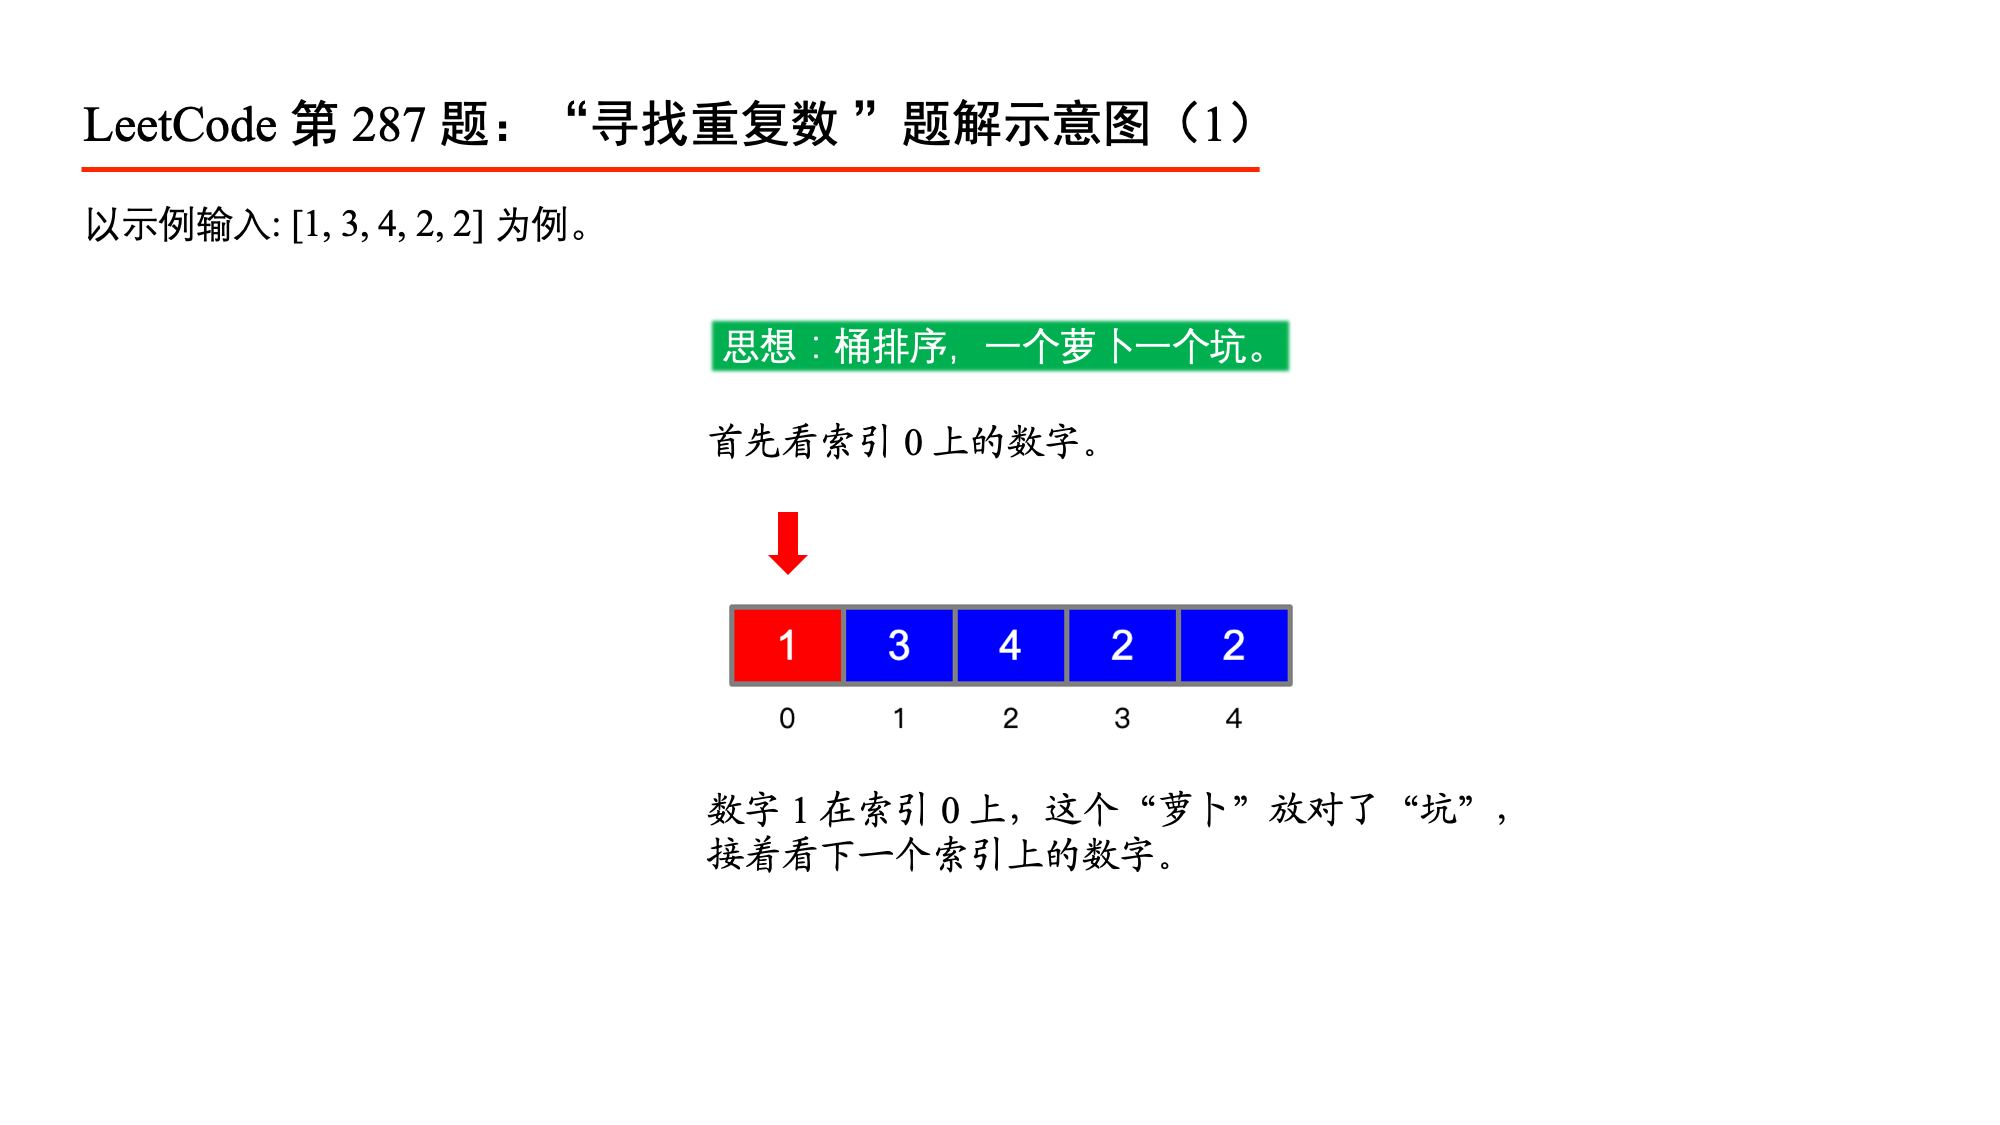 LeetCode 第 287 题：“寻找重复数 ”题解示意图（1）
以示例输入: [1, 3, 4, 2, 2] 为例。
思想：桶排序，一个萝卜一个坑。
首先看索引 0 上的数字。
1 3 4 2 2
0 1 2 3 4
数字 1 在索引 0 上，这个“萝卜”放对了“坑”，
接着看下一个索引上的数字。